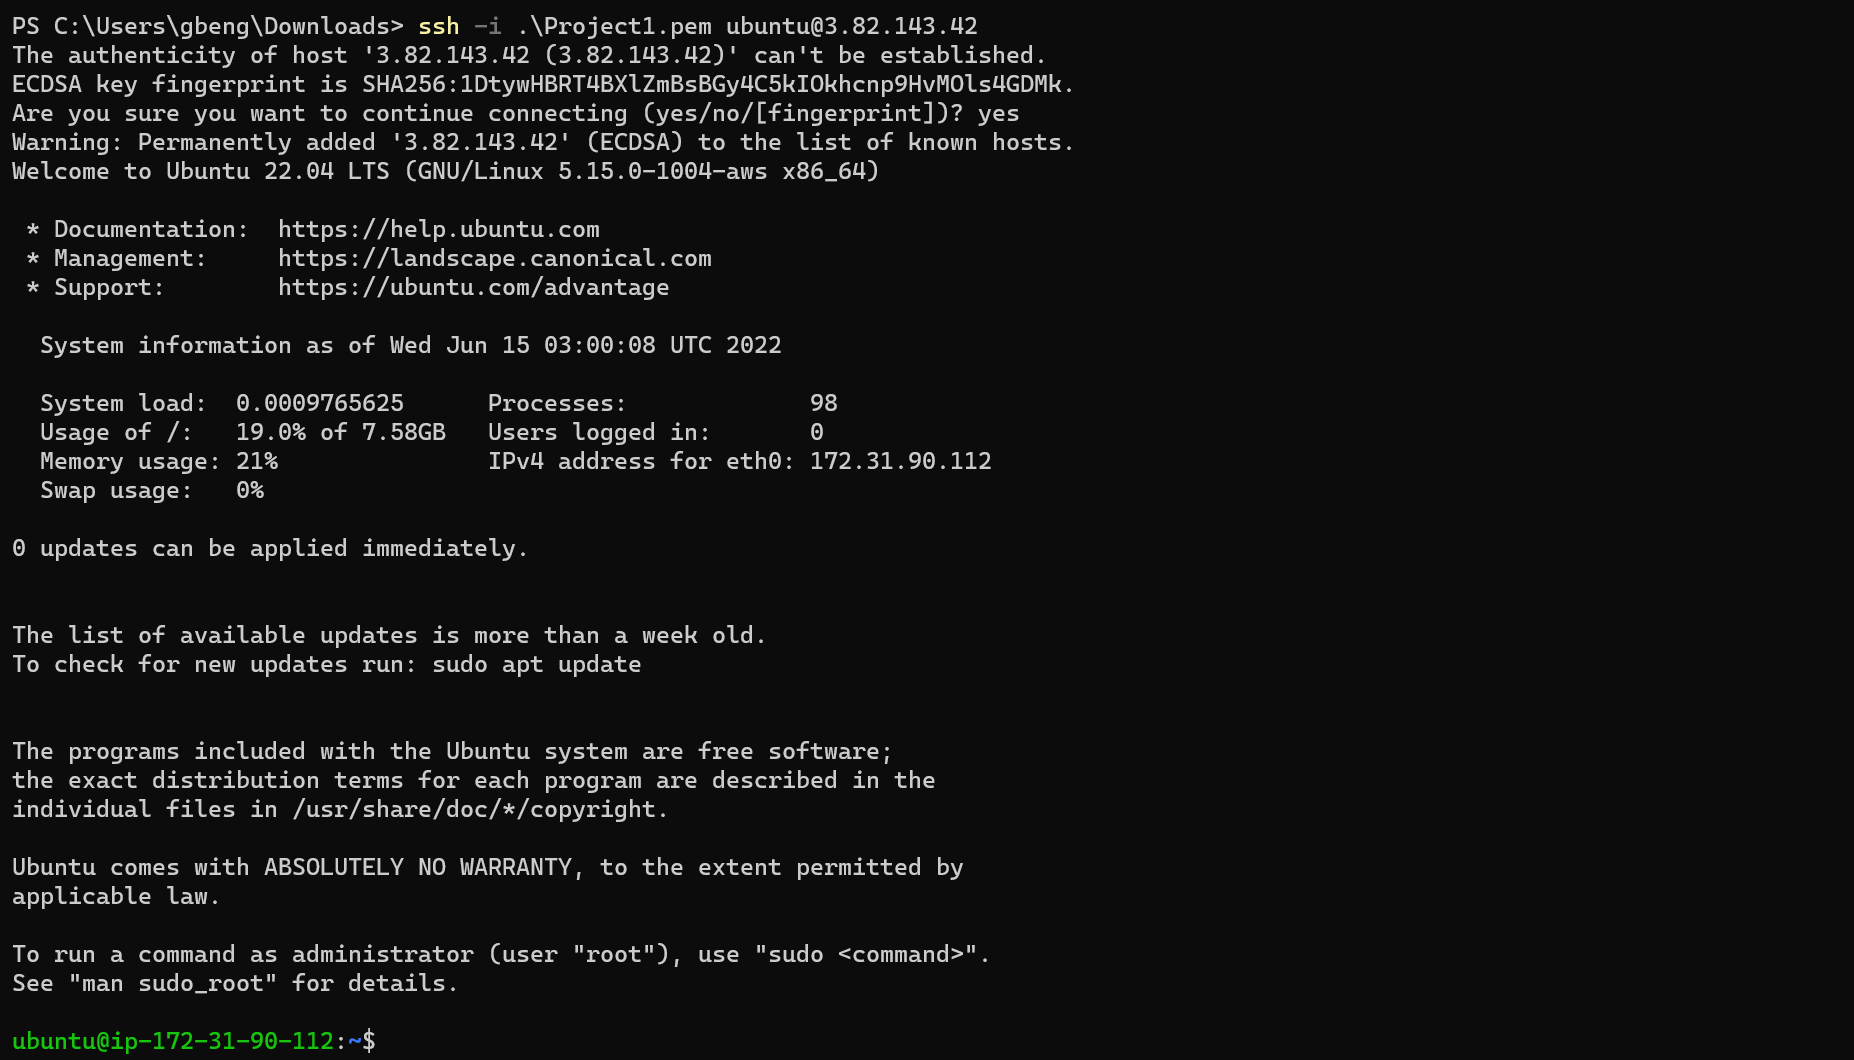 PS C:\Users\gbeng\Downloads> ssh -i .\Project1.pem ubuntu@3.82.143.42
The authenticity of host '3.82.143.42 (3.82.143.42)' can't be established.
ECDSA key fingerprint is SHA256:1DtywHBRT4BXlZmBsBGy4C5kIOkhcnp9HvMOls4GDMk.
Are you sure you want to continue connecting (yes/no/[fingerprint])? yes
Warning: Permanently added '3.82.143.42' (ECDSA) to the list of known hosts.
Welcome to Ubuntu 22.04 LTS (GNU/Linux 5.15.0-1004-aws x86_64)

 * Documentation:  https://help.ubuntu.com
 * Management:     https://landscape.canonical.com
 * Support:        https://ubuntu.com/advantage

  System information as of Wed Jun 15 03:00:08 UTC 2022

  System load:  0.0009765625      Processes:             98
  Usage of /:   19.0% of 7.58GB   Users logged in:       0
  Memory usage: 21%               IPv4 address for eth0: 172.31.90.112
  Swap usage:   0%

0 updates can be applied immediately.


The list of available updates is more than a week old.
To check for new updates run: sudo apt update


The programs included with the Ubuntu system are free software;
the exact distribution terms for each program are described in the
individual files in /usr/share/doc/*/copyright.

Ubuntu comes with ABSOLUTELY NO WARRANTY, to the extent permitted by
applicable law.

To run a command as administrator (user "root"), use "sudo <command>".
See "man sudo_root" for details.

ubuntu@ip-172-31-90-112:~$